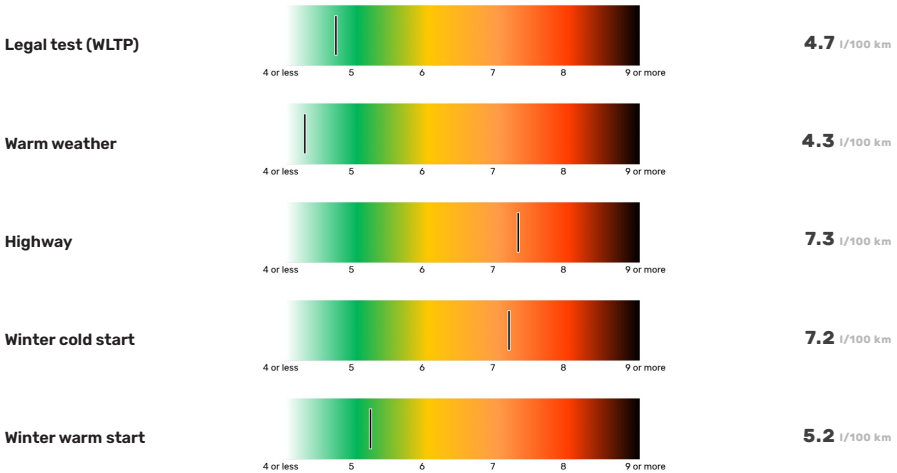 Legal test (WLTP)
4.7 l/100 km
4 or less 5 6 7 8 9 or more
Warm weather
4.3 l/100 km
4 or less 5 6 7 8 9 or more
Highway
7.3 l/100 km
4 or less 5 6 7 8 9 or more
Winter cold start
7.2 l/100 km
4 or less 5 6 7 8 9 or more
Winter warm start
5.2 l/100 km
4 or less 5 6 7 8 9 or more